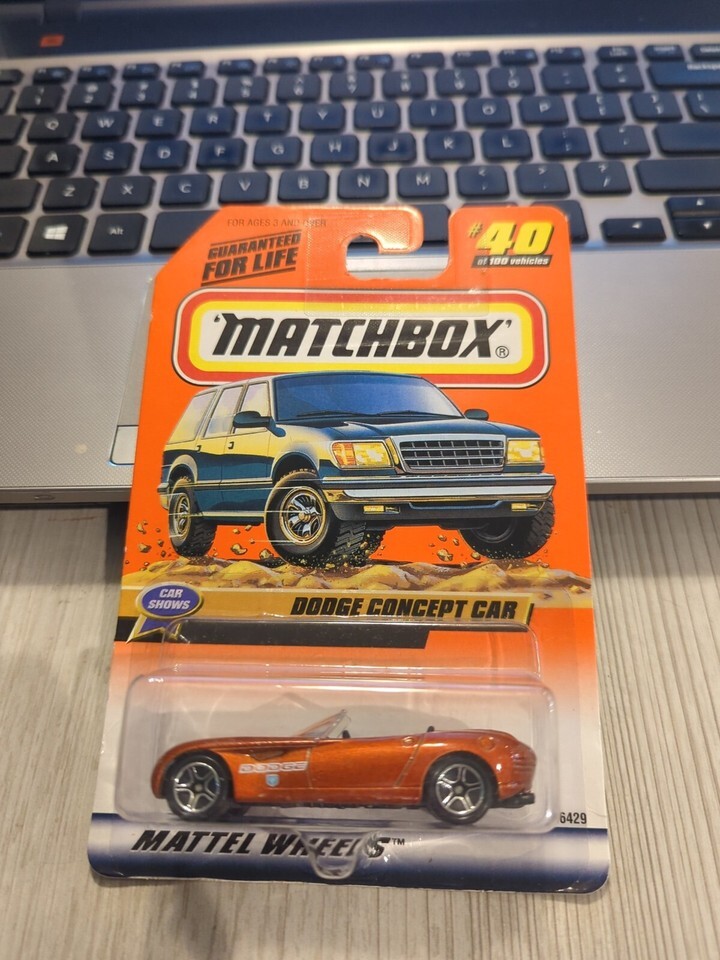 Q W E R T Y U I O P
A S D F G H J K L
Z X C V B N M
Alt
FOR AGES 3 AND OVER
GUARANTEED
FOR LIFE
#40
of 100 vehicles
'MATCHBOX'®
CAR
SHOWS
DODGE CONCEPT CAR
DODGE
6429
MATTEL WHEELS™